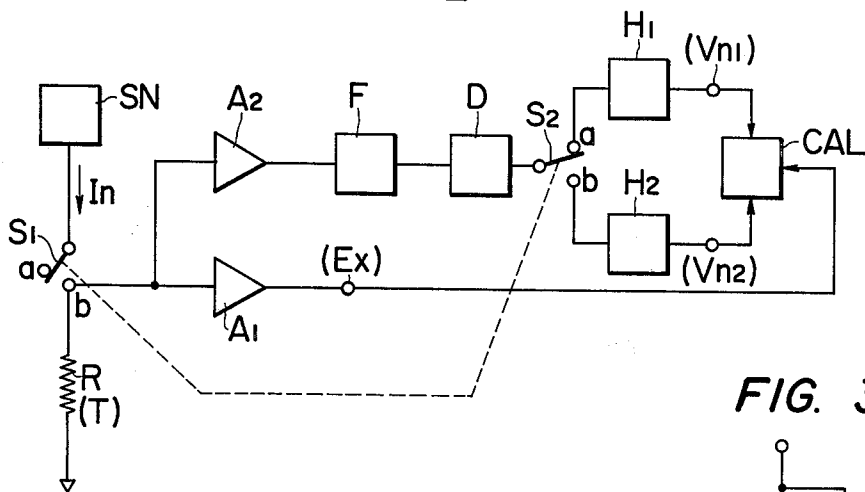 H1
(Vn1)
SN
A2
F
D
S2
a
CAL
In
b
H2
S1
a
(Ex)
(Vn2)
b
A1
R
(T)
FIG. 3